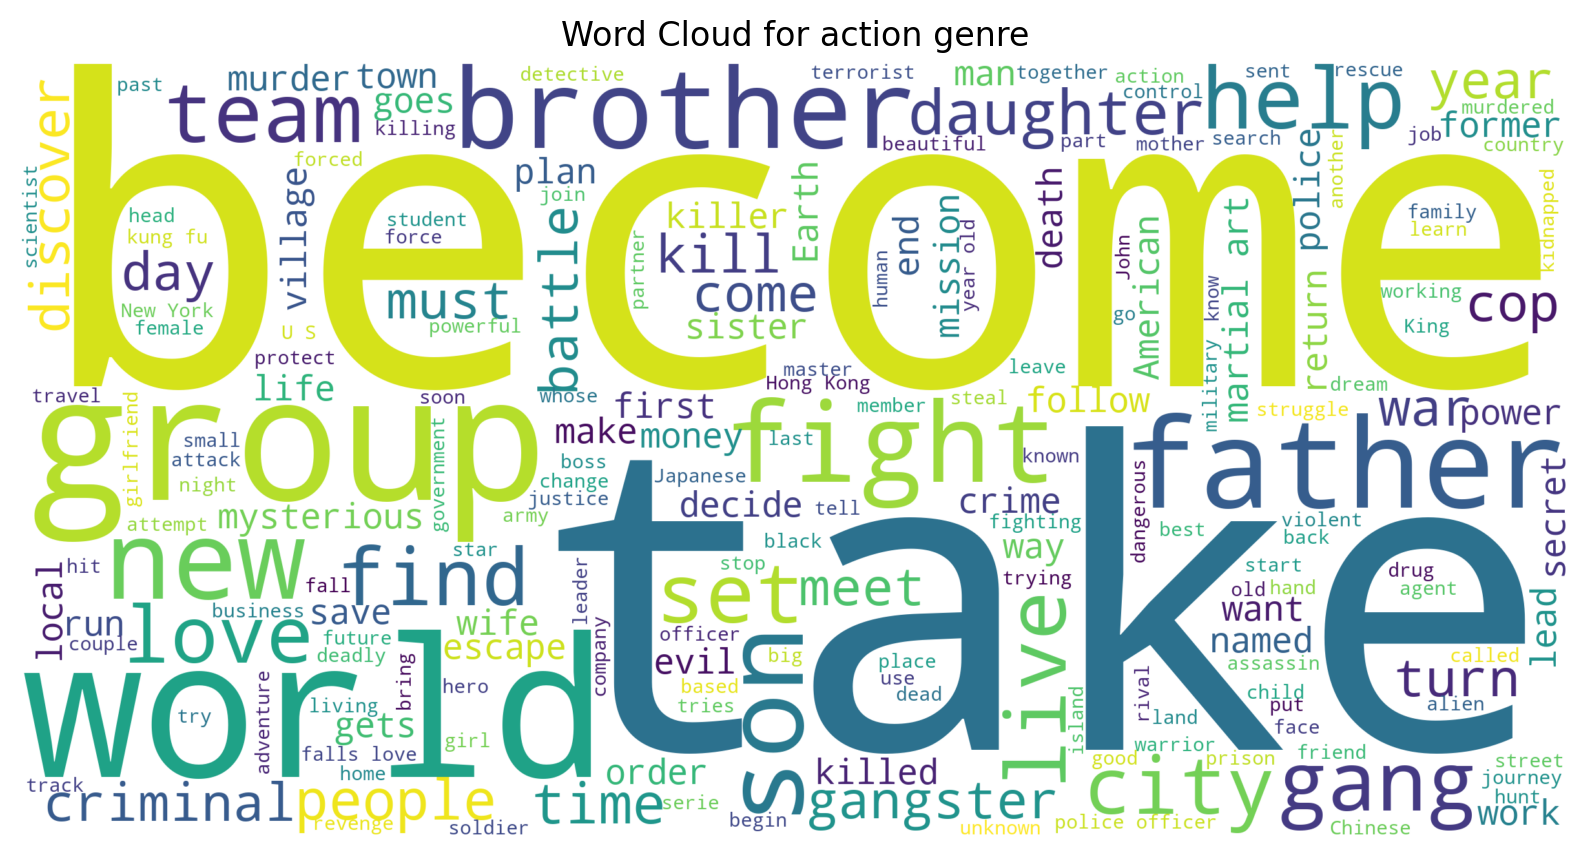 Word Cloud for action genre
past
murder
town
detective
terrorist
man
together
action
sent
rescue
year
team
goes
killing
brother
daughter
control
help
murdered
former
job
country
beautiful
part
mother
search
discover
scientist
forced
become
plan
join
village
head
kung fu
day
New York
female
student
force
must
powerful
battle
killer
kill
come
sister
partner
Earth
human
end
mission
year old
death
John
go
American
military
know
martial art
return
police
another
family
learn
working
King
cop
kidnapped
U S
protect
life
travel
soon
whose
master
Hong Kong
leave
dream
group
girlfriend
small
attack
night
government
attempt
mysterious
first
make
money
boss
change
justice
army
member
steal
follow
struggle
war
power
last
fight
known
father
Japanese
decide
tell
crime
fighting
dangerous
best
violent
back
secret
new
find
star
black
stop
way
trying
start
old
hand
drug
agent
local
hit
fall
leader
set
meet
take
live
want
named
lead
run
couple
love
business
save
future
deadly
wife
escape
officer
evil
big
based
tries
company
son
place
use
dead
assassin
called
turn
child
put
face
alien
rival
land
island
warrior
world
try
adventure
living
gets
bring
hero
girl
falls love
home
order
killed
good
prison
friend
street
journey
hunt
track
criminal
people
revenge
soldier
time
serie
begin
gangster
unknown
city
police officer
gang
Chinese
work